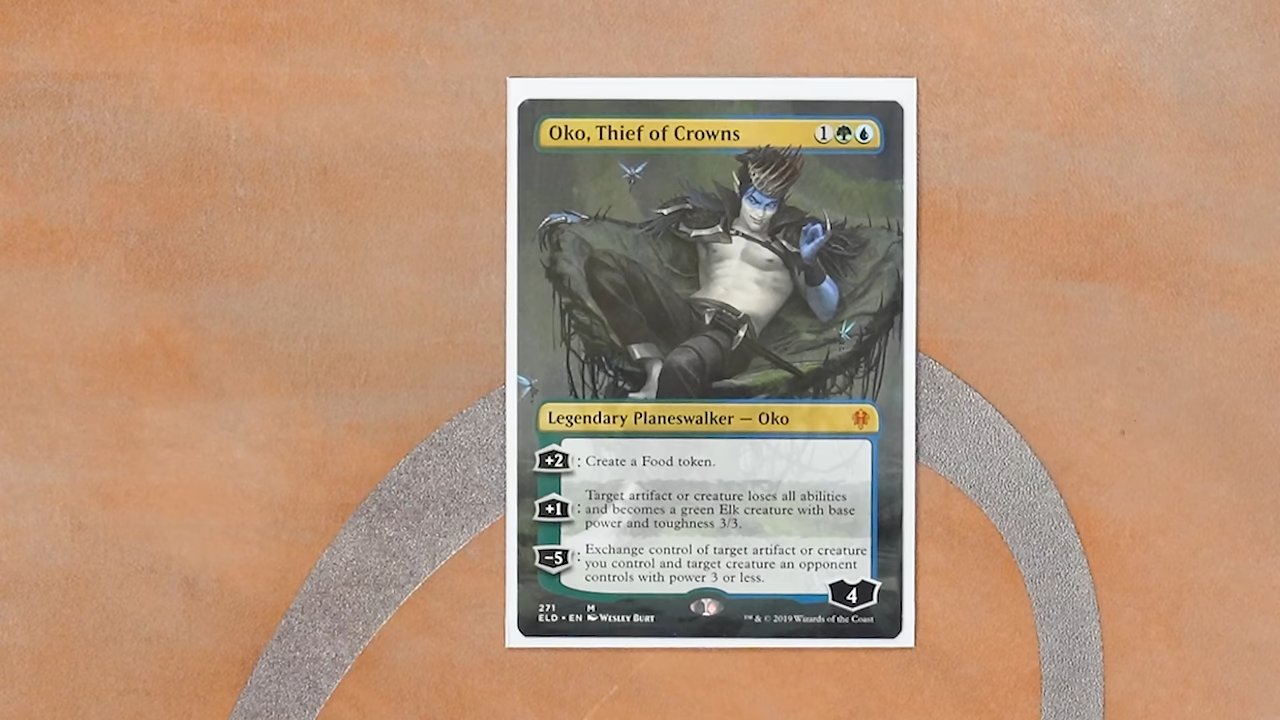 Oko, Thief of Crowns 1
Legendary Planeswalker — Oko
+2 : Create a Food token.
+1 : Target artifact or creature loses all abilities
and becomes a green Elk creature with base
power and toughness 3/3.
−5 : Exchange control of target artifact or creature
you control and target creature an opponent
controls with power 3 or less.
4
271 M
ELD • EN Wesley Burt
™ & © 2019 Wizards of the Coast